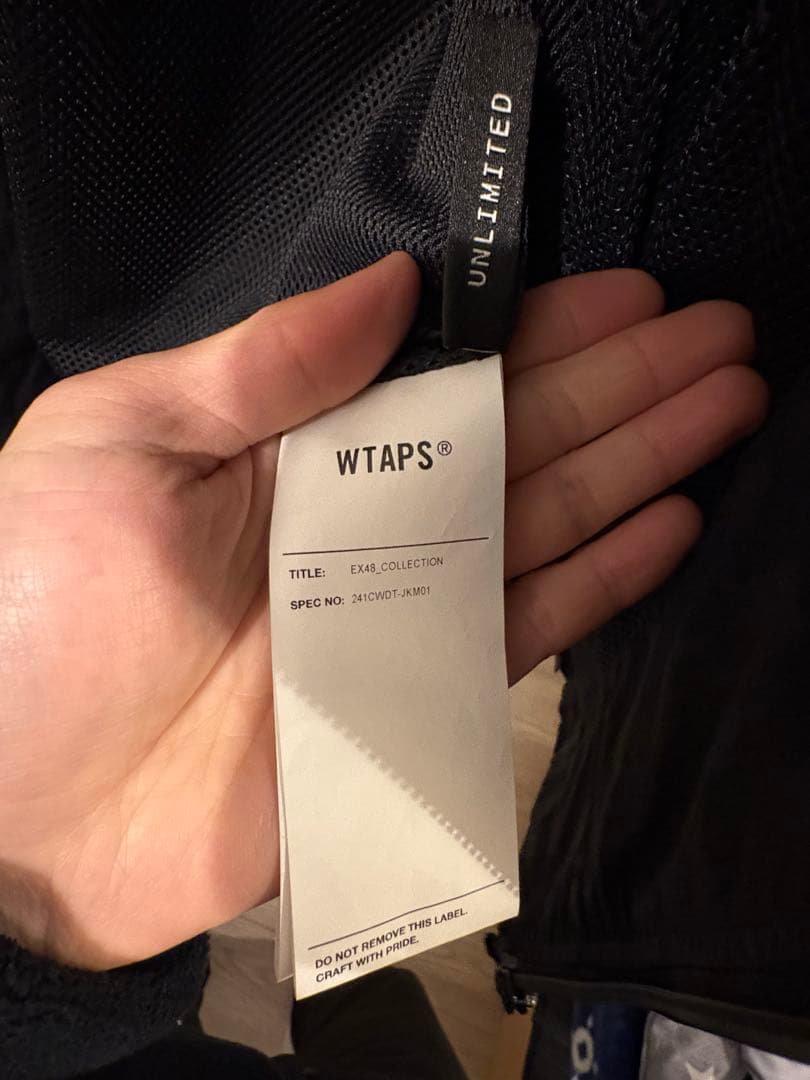 UNLIMITED
WTAPS®
TITLE: EX48_COLLECTION
SPEC NO: 241CWDT-JKM01
DO NOT REMOVE THIS LABEL.
CRAFT WITH PRIDE.